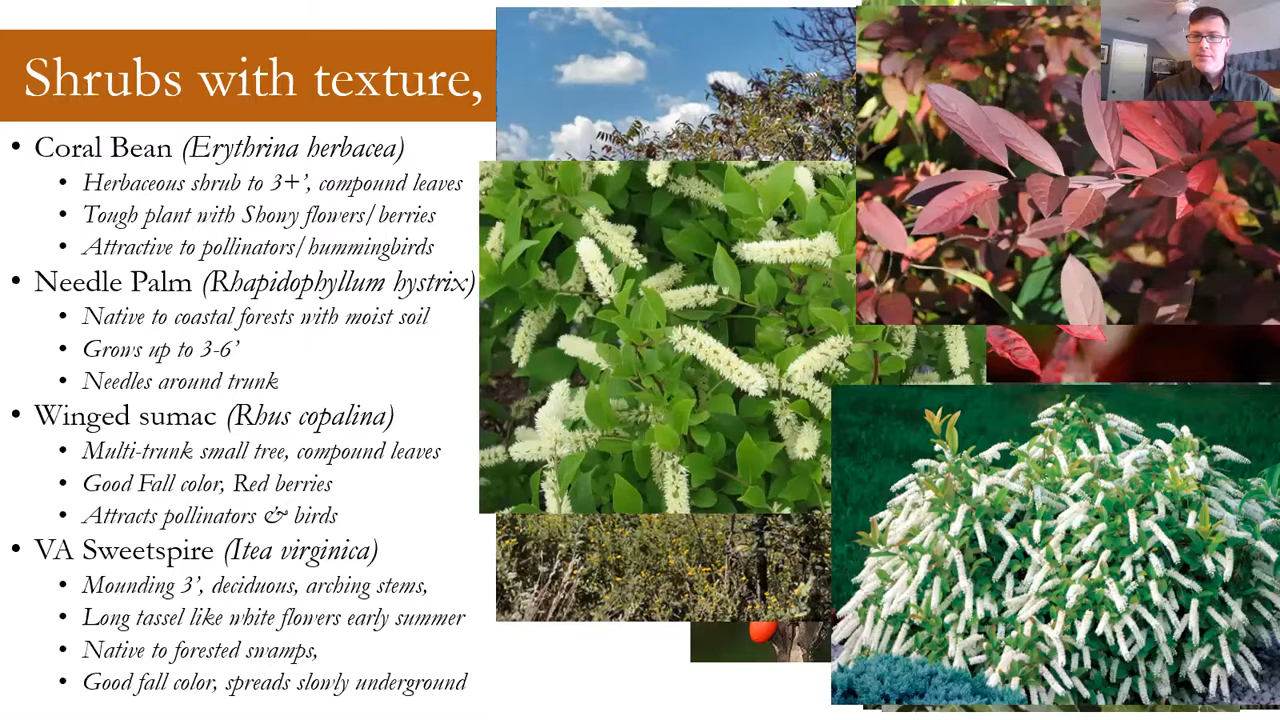 Shrubs with texture,
• Coral Bean (Erythrina herbacea)
• Herbaceous shrub to 3+’, compound leaves
• Tough plant with Shony flowers/berries
• Attractive to pollinators/hummingbirds
• Needle Palm (Rhapidophyllum hystrix)
• Native to coastal forests with moist soil
• Grows up to 3-6’
• Needles around trunk
• Winged sumac (Rhus copalina)
• Multi-trunk small tree, compound leaves
• Good Fall color, Red berries
• Attracts pollinators & birds
• VA Sweetspire (Itea virginica)
• Mounding 3’, deciduous, arching stems,
• Long tassel like white flowers early summer
• Native to forested swamps,
• Good fall color, spreads slowly underground